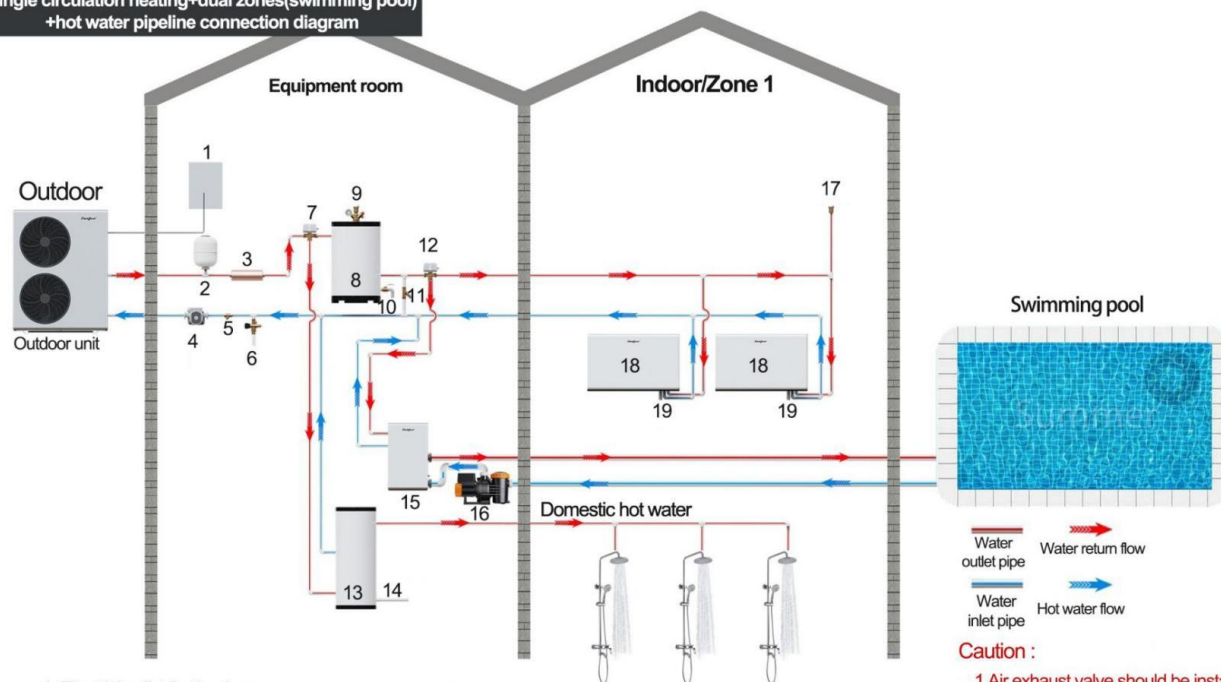 ngle circulation heating+dual zones(swimming pool)
+hot water pipeline connection diagram
Equipment room
Indoor/Zone 1
1
Outdoor
9
17
7
12
3
8
2
10
11
Swimming pool
4
5
6
Outdoor unit
18
18
19
19
Summer
15
16
Domestic hot water
Water
outlet pipe
Water return flow
13
14
Water
inlet pipe
Hot water flow
Caution :
1 Air exhaust valve should be inst